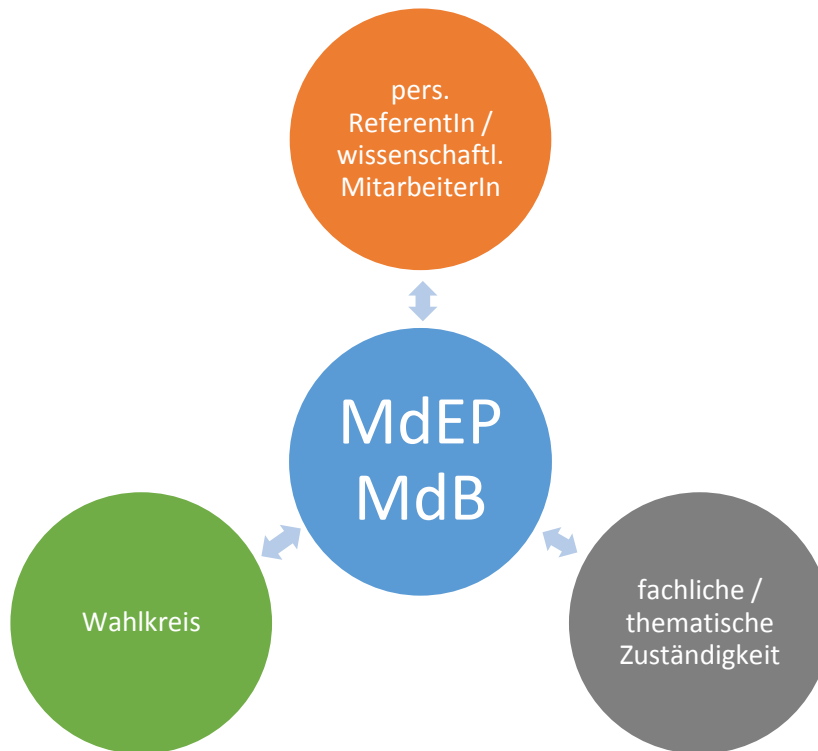 pers.
ReferentIn /
wissenschaftl.
MitarbeiterIn
MdEP
MdB
Wahlkreis
fachliche /
thematische
Zuständigkeit